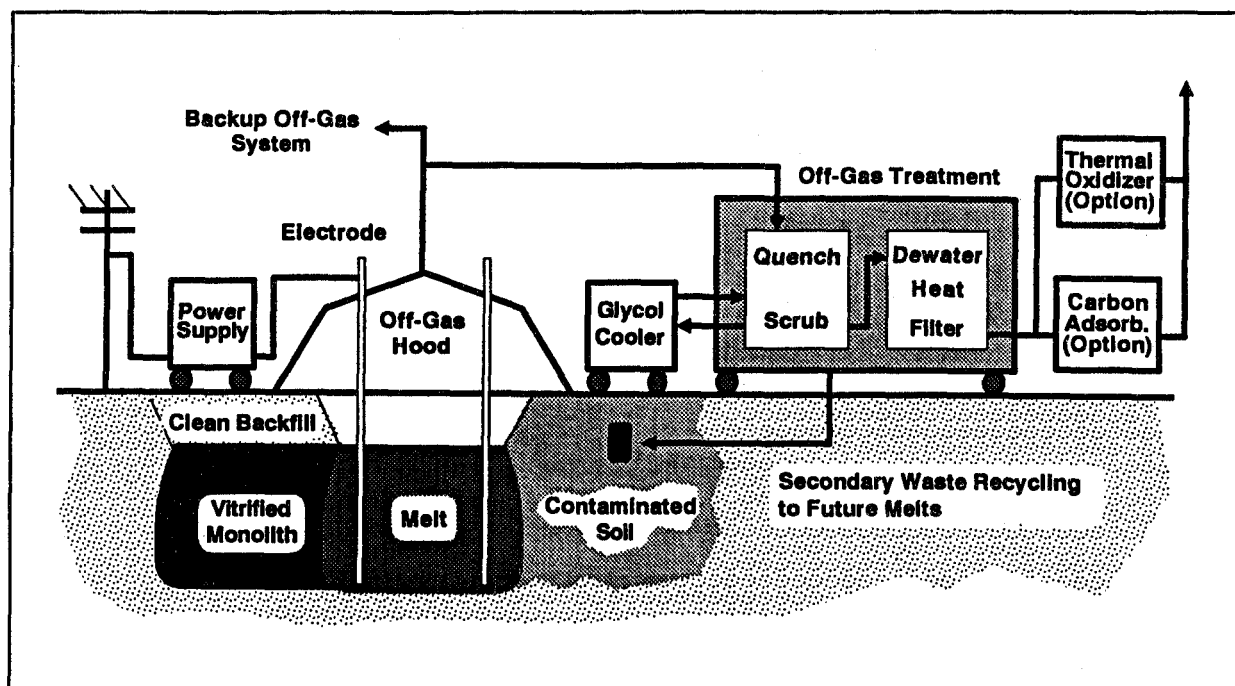 Backup Off-Gas
System
Electrode
Power
Supply
Off-Gas
Hood
Glycol
Cooler
Off-Gas Treatment
Quench
Scrub
Dewater
Heat
Filter
Thermal
Oxidizer
(Option)
Carbon
Adsorb.
(Option)
Clean Backfill
Vitrified
Monolith
Melt
Contaminated
Soil
Secondary Waste Recycling
to Future Melts